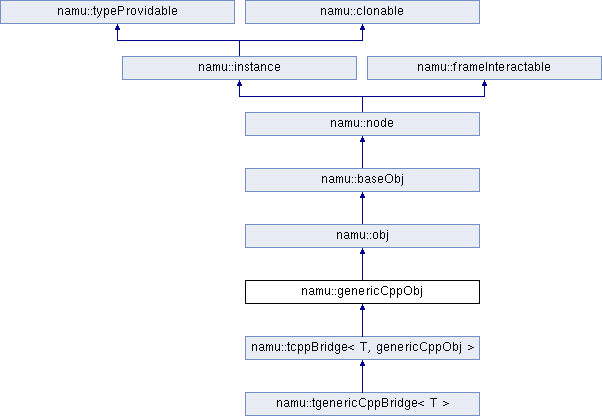 namu::typeProvidable
namu::clonable
namu::instance
namu::frameInteractable
namu::node
namu::baseObj
namu::obj
namu::genericCppObj
namu::tcppBridge< T, genericCppObj >
namu::tgenericCppBridge< T >